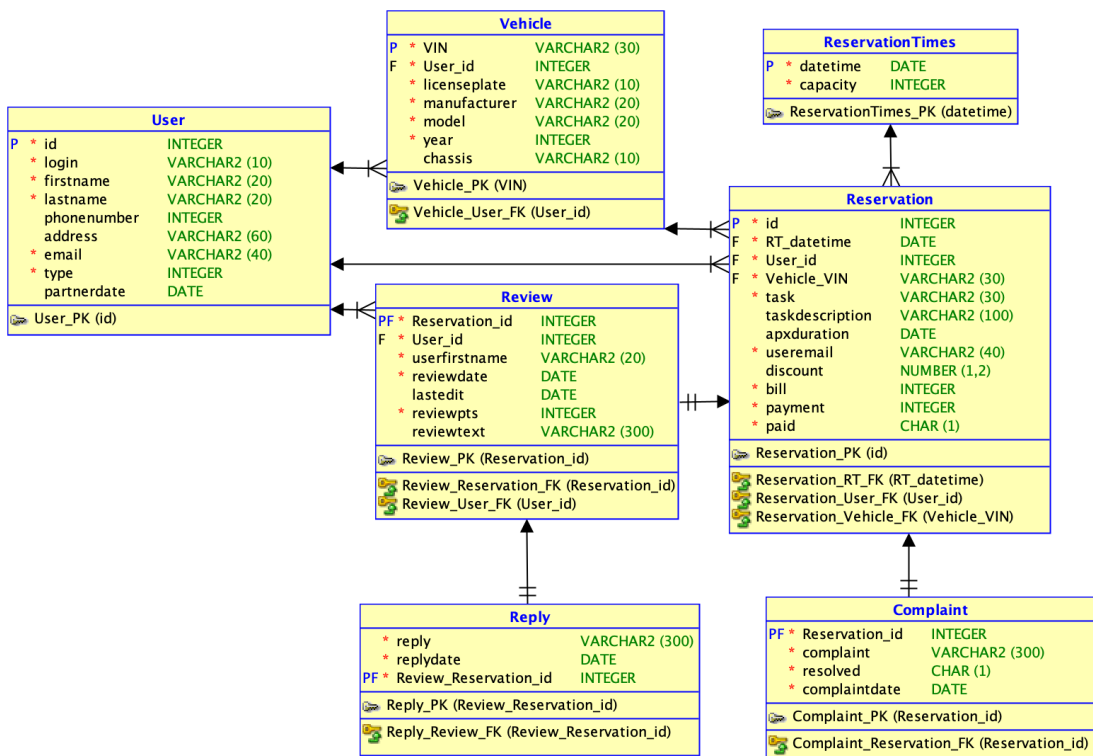 Vehicle
P * VIN VARCHAR2 (30)
F * User_id INTEGER
* licenseplate VARCHAR2 (10)
* manufacturer VARCHAR2 (20)
* model VARCHAR2 (20)
* year INTEGER
chassis VARCHAR2 (10)
Vehicle_PK (VIN)
Vehicle_User_FK (User_id)
ReservationTimes
P * datetime DATE
* capacity INTEGER
ReservationTimes_PK (datetime)
User
P * id INTEGER
* login VARCHAR2 (10)
* firstname VARCHAR2 (20)
* lastname VARCHAR2 (20)
phonenumber INTEGER
address VARCHAR2 (60)
* email VARCHAR2 (40)
* type INTEGER
partnerdate DATE
User_PK (id)
Reservation
P * id INTEGER
F * RT_datetime DATE
F * User_id INTEGER
F * Vehicle_VIN VARCHAR2 (30)
* task VARCHAR2 (30)
taskdescription VARCHAR2 (100)
apxduration DATE
* useremail VARCHAR2 (40)
discount NUMBER (1,2)
* bill INTEGER
* payment INTEGER
* paid CHAR (1)
Reservation_PK (id)
Reservation_RT_FK (RT_datetime)
Reservation_User_FK (User_id)
Reservation_Vehicle_FK (Vehicle_VIN)
Review
PF * Reservation_id INTEGER
F * User_id INTEGER
* userfirstname VARCHAR2 (20)
* reviewdate DATE
lastedit DATE
* reviewpts INTEGER
reviewtext VARCHAR2 (300)
Review_PK (Reservation_id)
Review_Reservation_FK (Reservation_id)
Review_User_FK (User_id)
Reply
* reply VARCHAR2 (300)
* replydate DATE
PF * Review_Reservation_id INTEGER
Reply_PK (Review_Reservation_id)
Reply_Review_FK (Review_Reservation_id)
Complaint
PF * Reservation_id INTEGER
* complaint VARCHAR2 (300)
* resolved CHAR (1)
* complaintdate DATE
Complaint_PK (Reservation_id)
Complaint_Reservation_FK (Reservation_id)